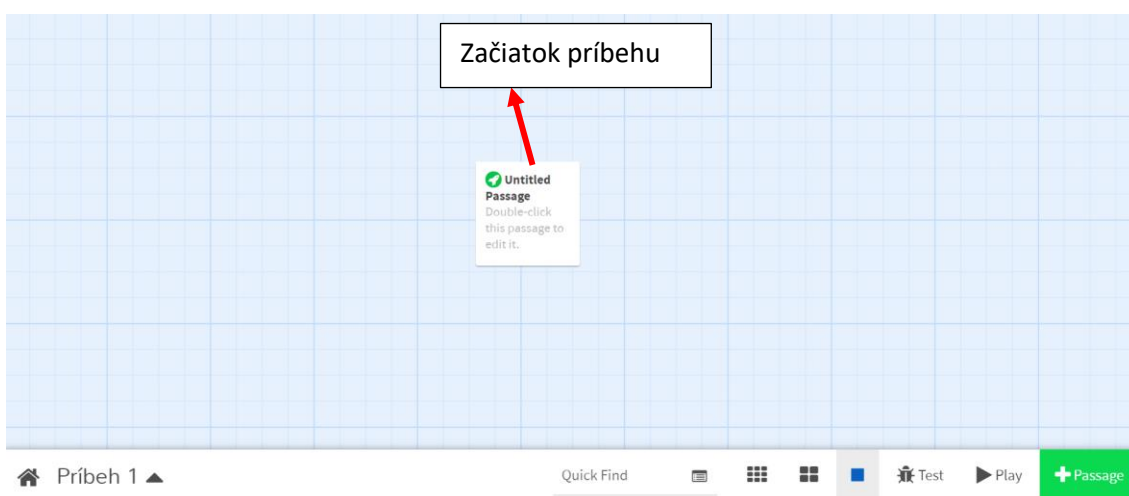 Začiatok príbehu
Untitled
Passage
Double-click
this passage to
edit it.
Príbeh 1
Quick Find
Test
Play
Passage